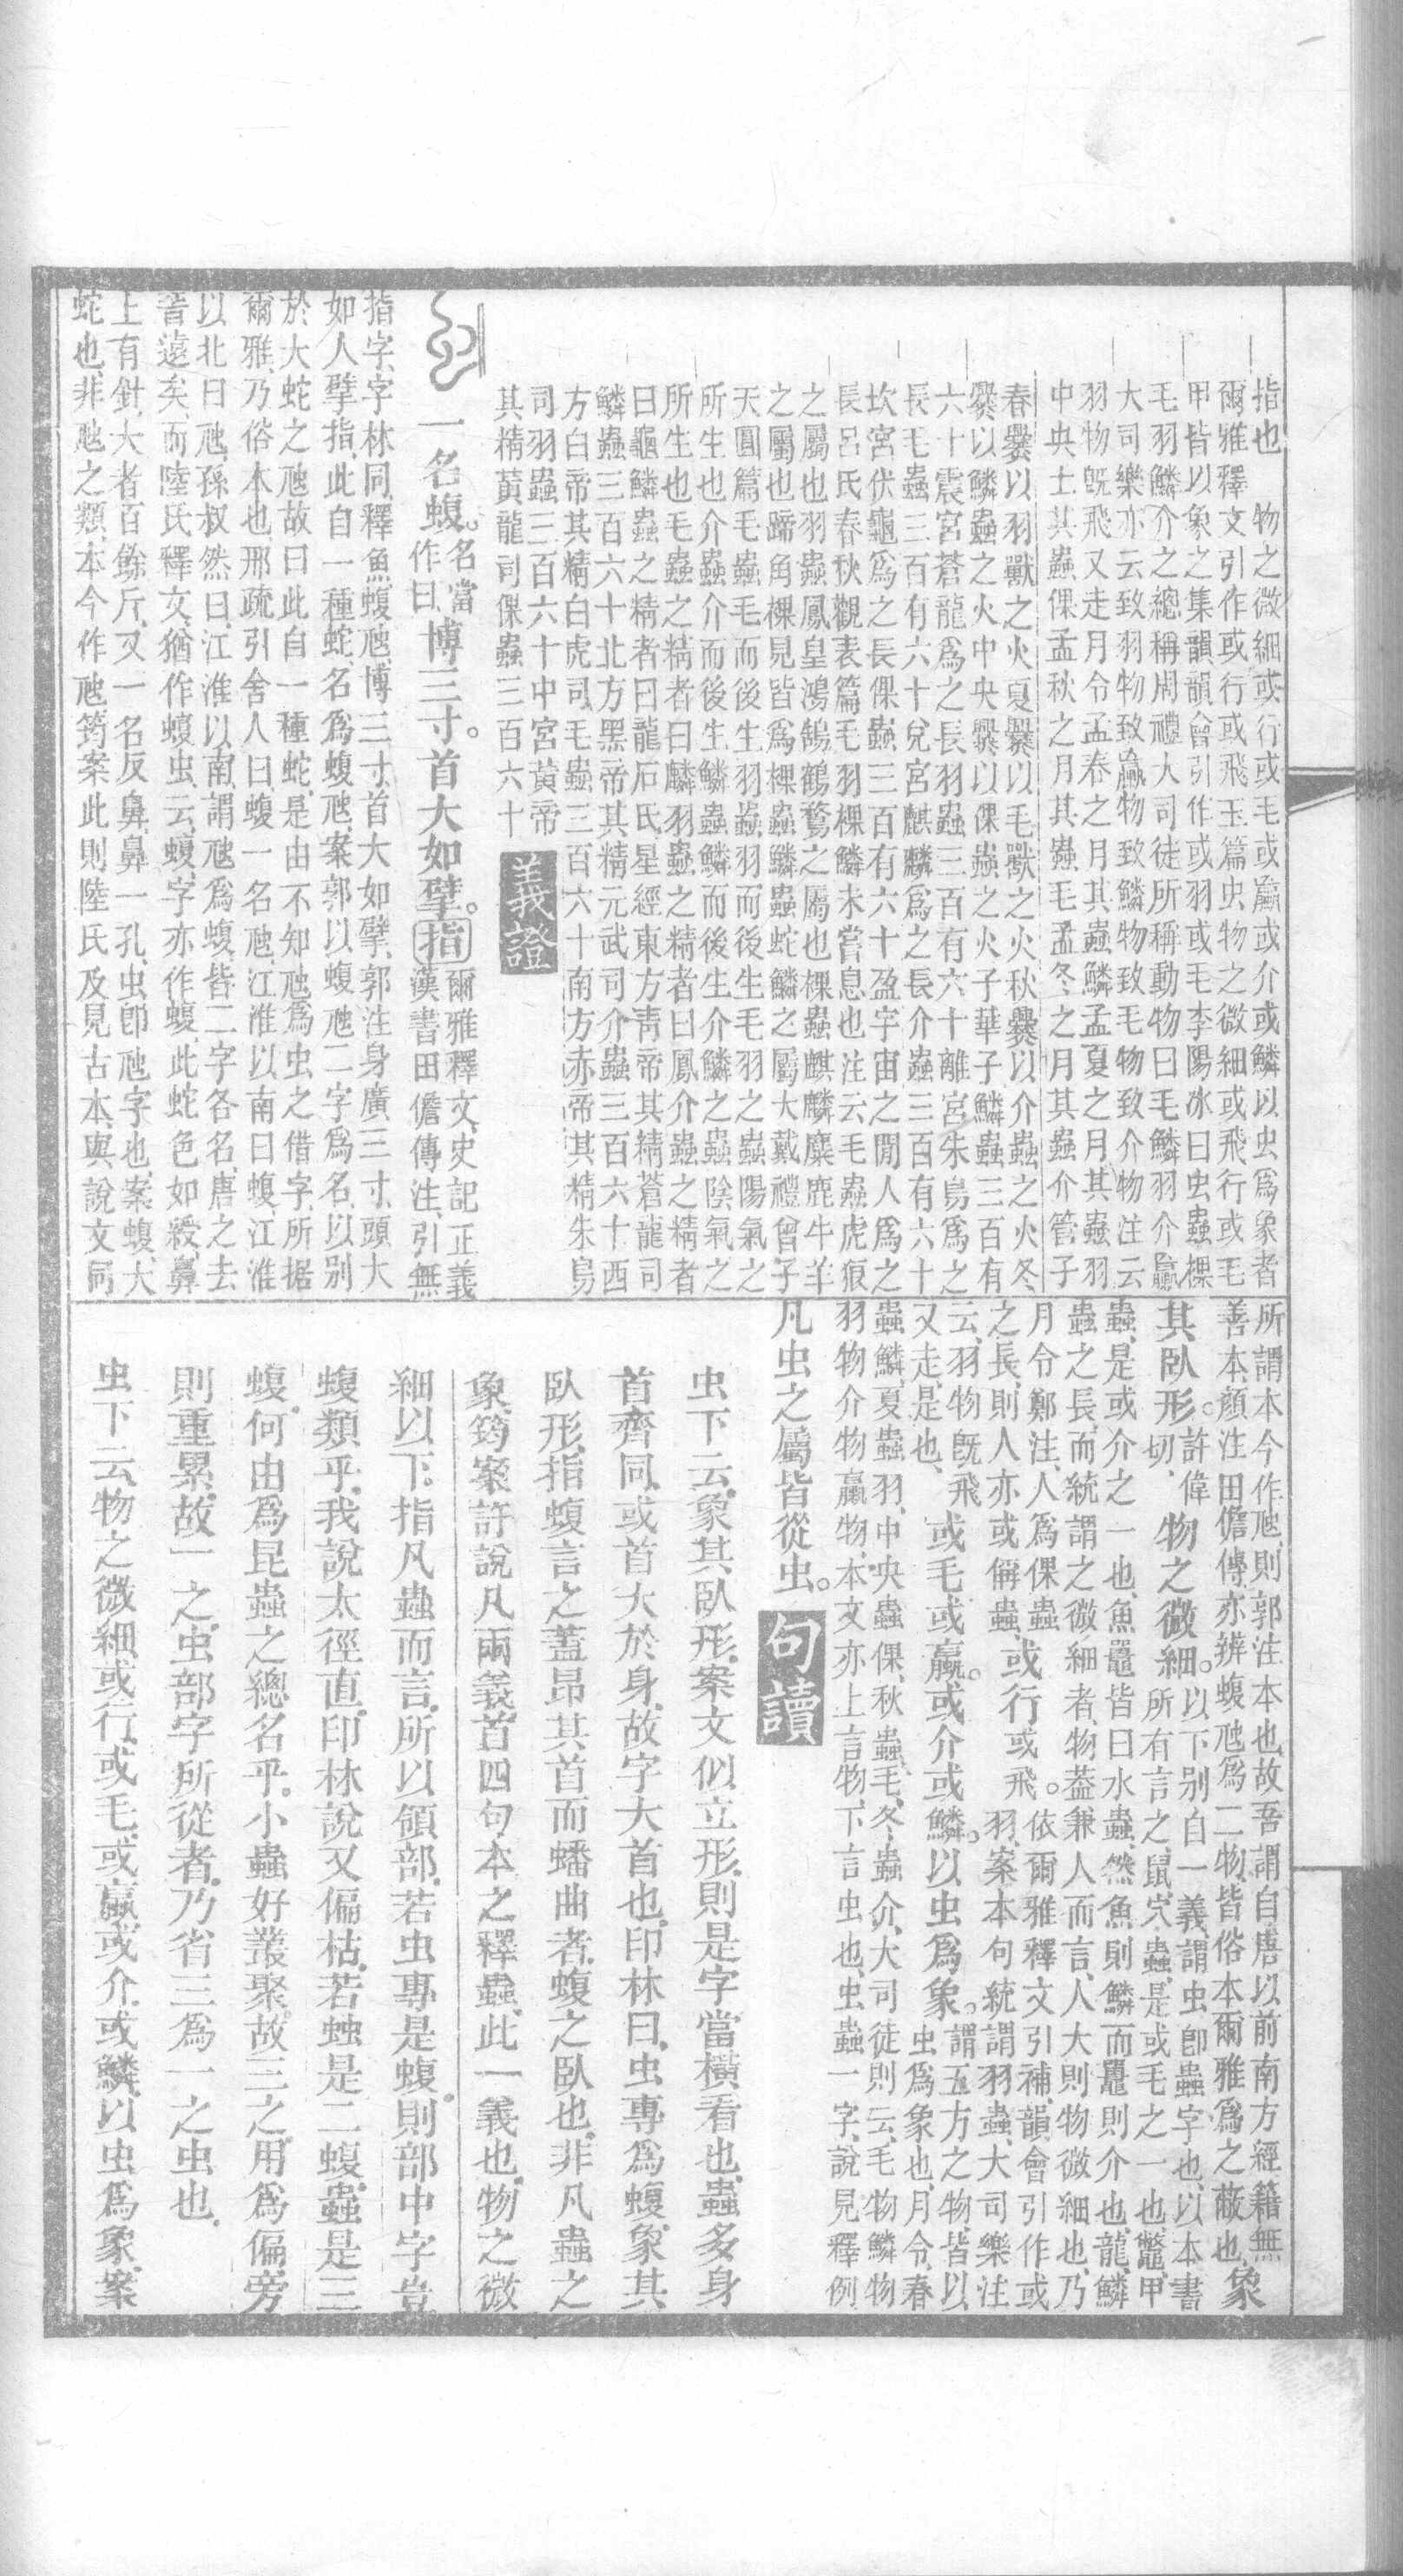 指也　物之微細或行或毛或蠃或介或鱗以虫爲象者
爾雅釋文引作或行或飛玉篇虫物之微細或飛行或毛
甲皆以象之集韻韻會引作或羽或毛李陽冰曰虫蟲倮
毛羽鱗介之總稱周禮大司徒所稱動物曰毛鱗羽介蠃
大司樂亦云致羽物致蠃物致鱗物致毛物致介物注云
羽物旣飛又走月令孟春之月其蟲鱗孟夏之月其蟲羽
中央土其蟲倮孟秋之月其蟲毛孟冬之月其蟲介管子
春爨以羽獸之火夏爨以毛獸之火秋爨以介蟲之火冬
爨以鱗蟲之火中央爨以倮蟲之火子華子鱗蟲三百有
六十震宮蒼龍爲之長羽蟲三百有六十離宮朱鳥爲之
長毛蟲三百有六十兌宮麒麟爲之長介蟲三百有六十
坎宮伏龜爲之長倮蟲三百有六十盈宇宙之閒人爲之
長呂氏春秋觀表篇毛羽倮鱗未嘗息也注云毛蟲虎狼
之屬也羽蟲鳳皇鴻鵠鶴鶩之屬也倮蟲麒麟麋鹿牛羊
之屬也蹄角倮見皆爲倮蟲鱗蟲蛇鱗之屬大戴禮曾子
天圓篇毛蟲毛而後生羽蟲羽而後生毛羽之蟲陽氣之
所生也介蟲介而後生鱗蟲鱗而後生介鱗之蟲陰氣之
所生也毛蟲之精者曰麟羽蟲之精者曰鳳介蟲之精者
曰龜鱗蟲之精者曰龍石氏星經東方靑帝其精蒼龍司
鱗蟲三百六十北方黑帝其精元武司介蟲三百六十西
方白帝其精白虎司毛蟲三百六十南方赤帝其精朱鳥
司羽蟲三百六十中宮黃帝
其精黃龍司倮蟲三百六十
義證
一名蝮。名當作曰博三寸。首大如擘。指爾雅釋文、史記正義漢書田儋傳注、引無
指字、字林同、釋魚蝮虺、博三寸、首大如擘、郭注身廣三寸、頭大
如人擘指、此自一種蛇、名爲蝮虺、案郭以蝮虺二字爲名、以別
於大蛇之虺、故曰此自一種蛇、是由不知虺爲虫之借字、所据
爾雅、乃俗本也、邢疏引舍人曰、蝮一名虺、江淮以南曰蝮、江淮
以北曰虺、孫叔然曰、江淮以南、謂虺爲蝮、皆二字各名、唐之去
晉遠矣、而陸氏釋文、猶作蝮虫、云、蝮、字亦作蝮、此蛇色如綬、鼻
上有針、大者百餘斤、又一名反鼻、鼻一孔、虫卽虺字也、案蝮、大
蛇也、非虺之類、本今作虺、筠案此則陸氏及見古本、與說文同
所謂本今作虺、則郭注本也、故吾謂自唐以前南方經籍無
善本、顏注田儋傳、亦辨蝮虺爲二物、皆俗本爾雅爲之蔽也、象
其臥形。許偉切、物之微細。以下別自一義、謂虫卽蟲字也、以本書所有言之、鼠、穴蟲、是或毛之一也、鼈、甲
蟲、是或介之一也、魚鼉皆曰水蟲、然魚則鱗而鼉則介也、龍、鱗
蟲之長、而統謂之微細者、物葢兼人而言、人大則物微細也、乃
月令鄭注、人爲倮蟲之長、則人亦或偁蟲、或行或飛。依爾雅釋文引補、韻會引作或羽、案本句統謂羽蟲、大司樂注
云、羽物旣飛又走、是也、或毛或蠃。或介或鱗。以虫爲象。謂五方之物、皆以虫爲象也、月令、春
蟲鱗、夏蟲羽、中央蟲倮、秋蟲毛、冬蟲介、大司徒則云、毛物鱗物
羽物介物蠃物、本文亦上言物、下言虫也、虫蟲一字、說見釋例
凡虫之屬皆從虫。句讀
虫下云、象其臥形、案文似立形、則是字當橫看也、蟲多身
首齊同、或首大於身、故字大首也、印林曰、虫專爲蝮、象其
臥形、指蝮言之、蓋昂其首而蟠曲者、蝮之臥也、非凡蟲之
象、筠案、許說凡兩義、首四句、本之釋蟲、此一義也、物之微
細以下、指凡蟲而言、所以領部、若虫專是蝮、則部中字豈
蝮類乎、我說太徑直、印林說又偏枯、若䖵是二蝮、蟲是三
蝮、何由爲昆蟲之總名乎。小蟲好叢聚、故三之、用爲偏旁
則重累、故一之、虫部字所從者、乃省三爲一之虫也、
虫下云、物之微細、或行或毛、或蠃或介、或鱗、以虫爲象、案